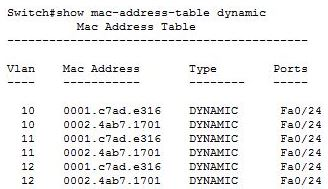 Switch#show mac-address-table dynamic
Mac Address Table
-------------------------------------------
Vlan Mac Address Type Ports
---- ----------- -------- -----
10 0001.c7ad.e316 DYNAMIC Fa0/24
10 0002.4ab7.1701 DYNAMIC Fa0/24
11 0001.c7ad.e316 DYNAMIC Fa0/24
11 0002.4ab7.1701 DYNAMIC Fa0/24
12 0001.c7ad.e316 DYNAMIC Fa0/24
12 0002.4ab7.1701 DYNAMIC Fa0/24